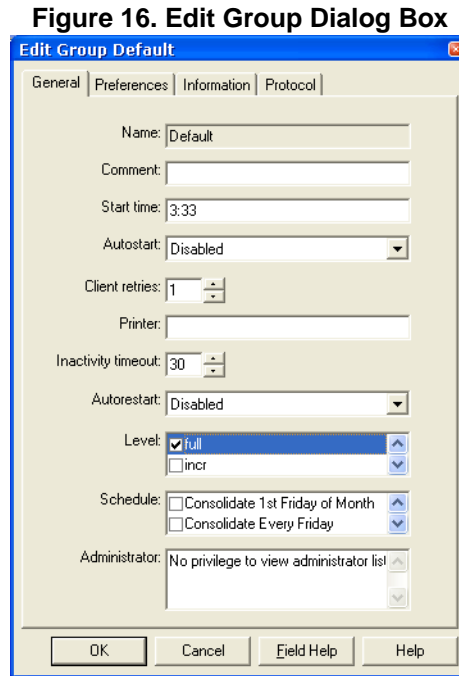 Figure 16. Edit Group Dialog Box
Edit Group Default
General Preferences Information Protocol
Name: Default
Comment:
Start time: 3:33
Autostart: Disabled
Client retries: 1
Printer:
Inactivity timeout: 30
Autorestart: Disabled
Level: full
incr
Schedule: Consolidate 1st Friday of Month
Consolidate Every Friday
Administrator: No privilege to view administrator list
OK Cancel Field Help Help